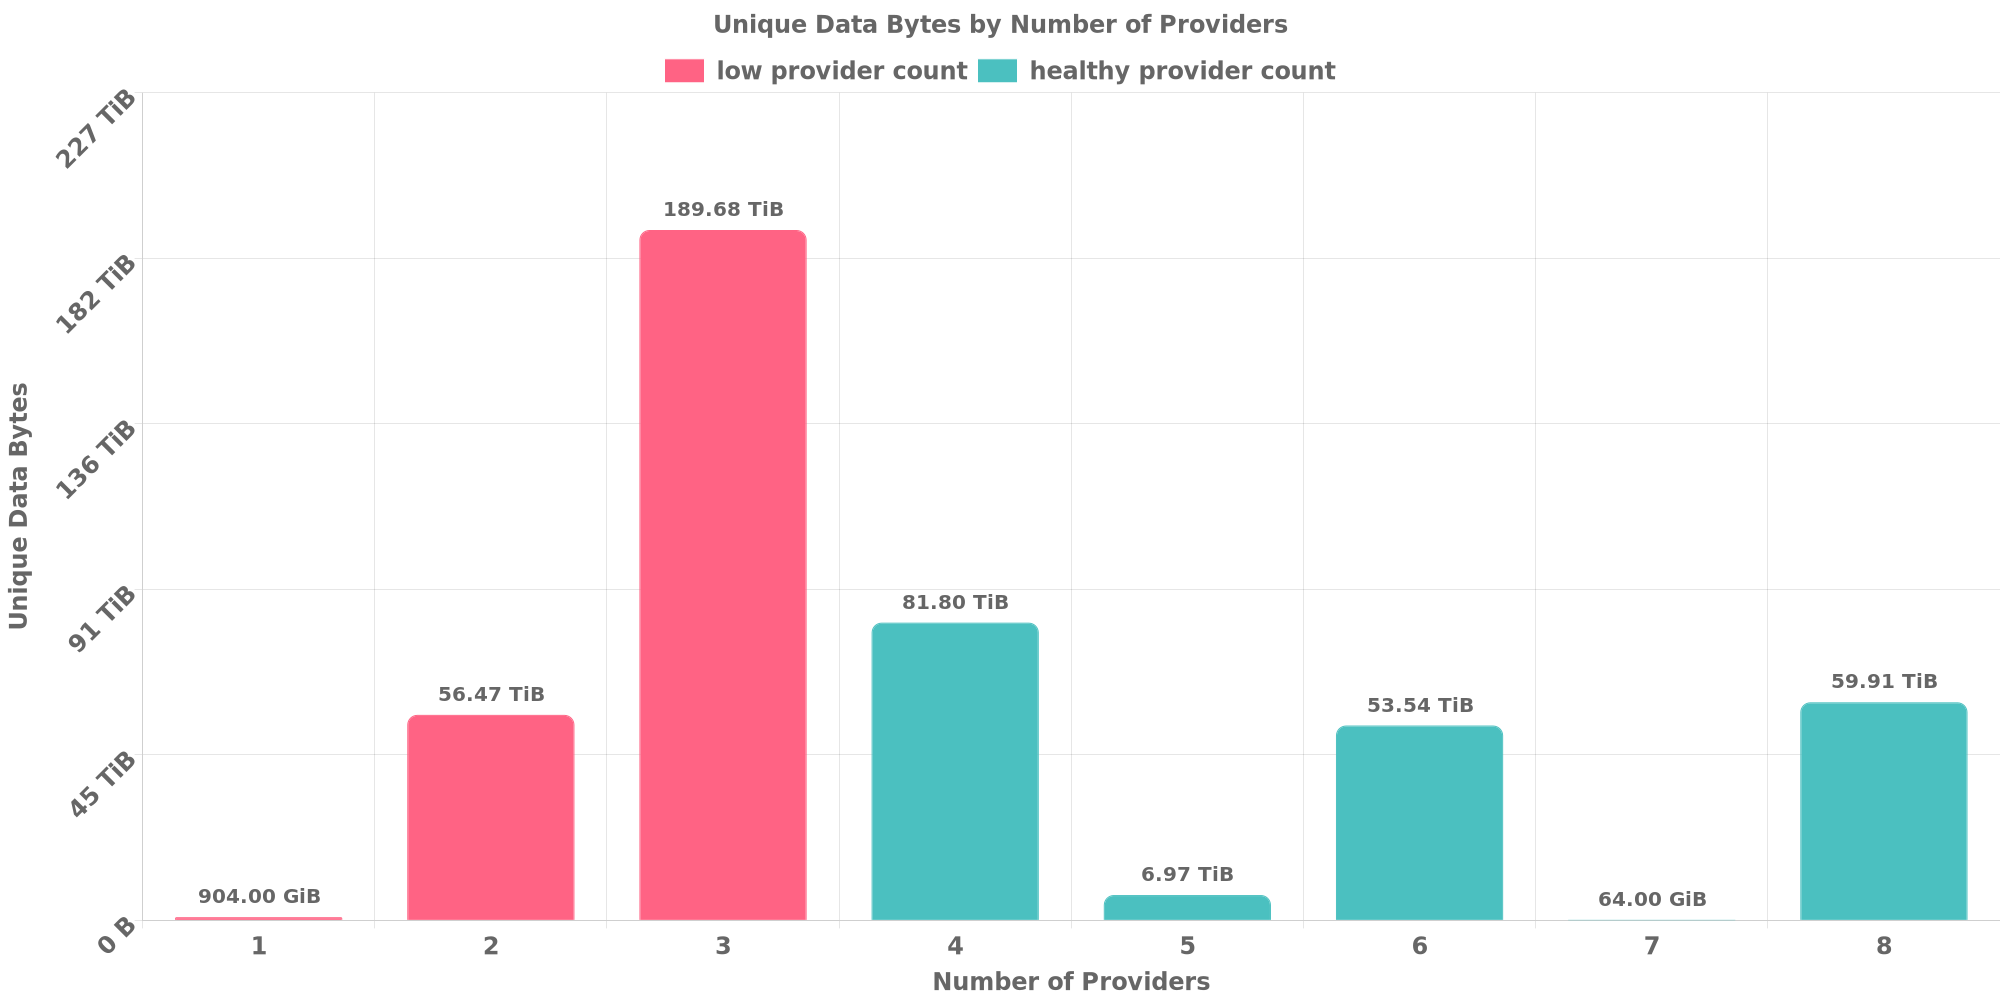 Unique Data Bytes by Number of Providers
low provider count healthy provider count
227 TiB
182 TiB
136 TiB
91 TiB
45 TiB
0 B
Unique Data Bytes
904.00 GiB
56.47 TiB
189.68 TiB
81.80 TiB
6.97 TiB
53.54 TiB
64.00 GiB
59.91 TiB
1 2 3 4 5 6 7 8
Number of Providers